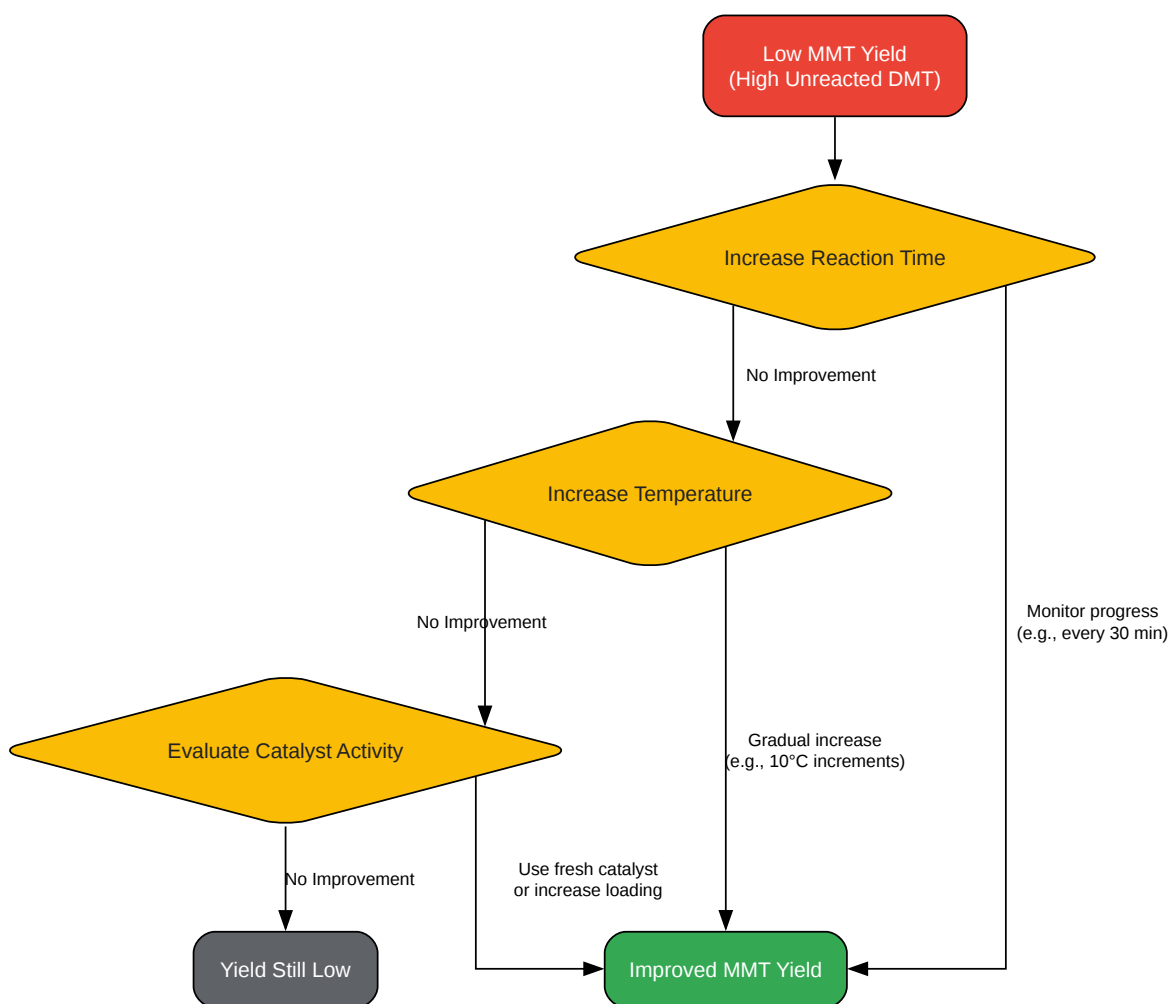 Low MMT Yield
(High Unreacted DMT)
Increase Reaction Time
No Improvement
Increase Temperature
No Improvement
Monitor progress
(e.g., every 30 min)
Gradual increase
(e.g., 10°C increments)
Evaluate Catalyst Activity
Use fresh catalyst
or increase loading
No Improvement
Yield Still Low
Improved MMT Yield